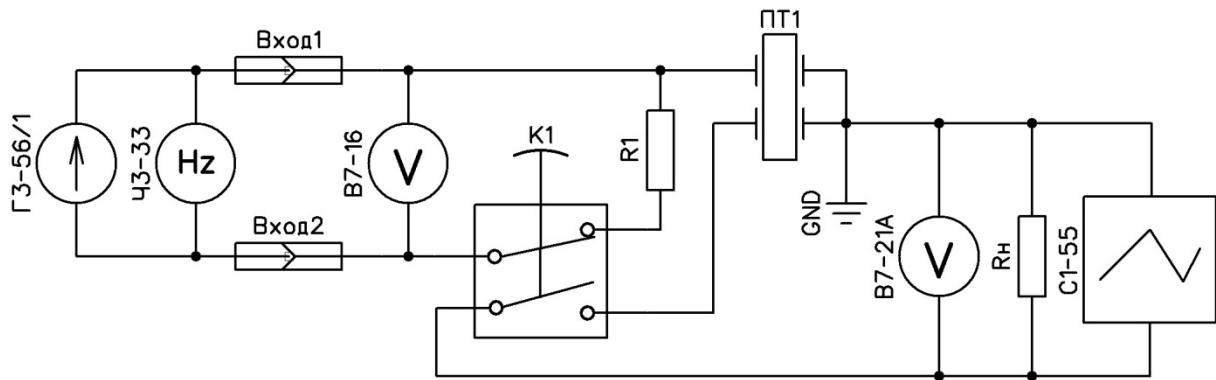 ПТ1
Вход1
К1
Г3-56/1
Ч3-33
Hz
В7-16
V
R1
Вход2
GND
В7-21А
V
Rн
С1-55